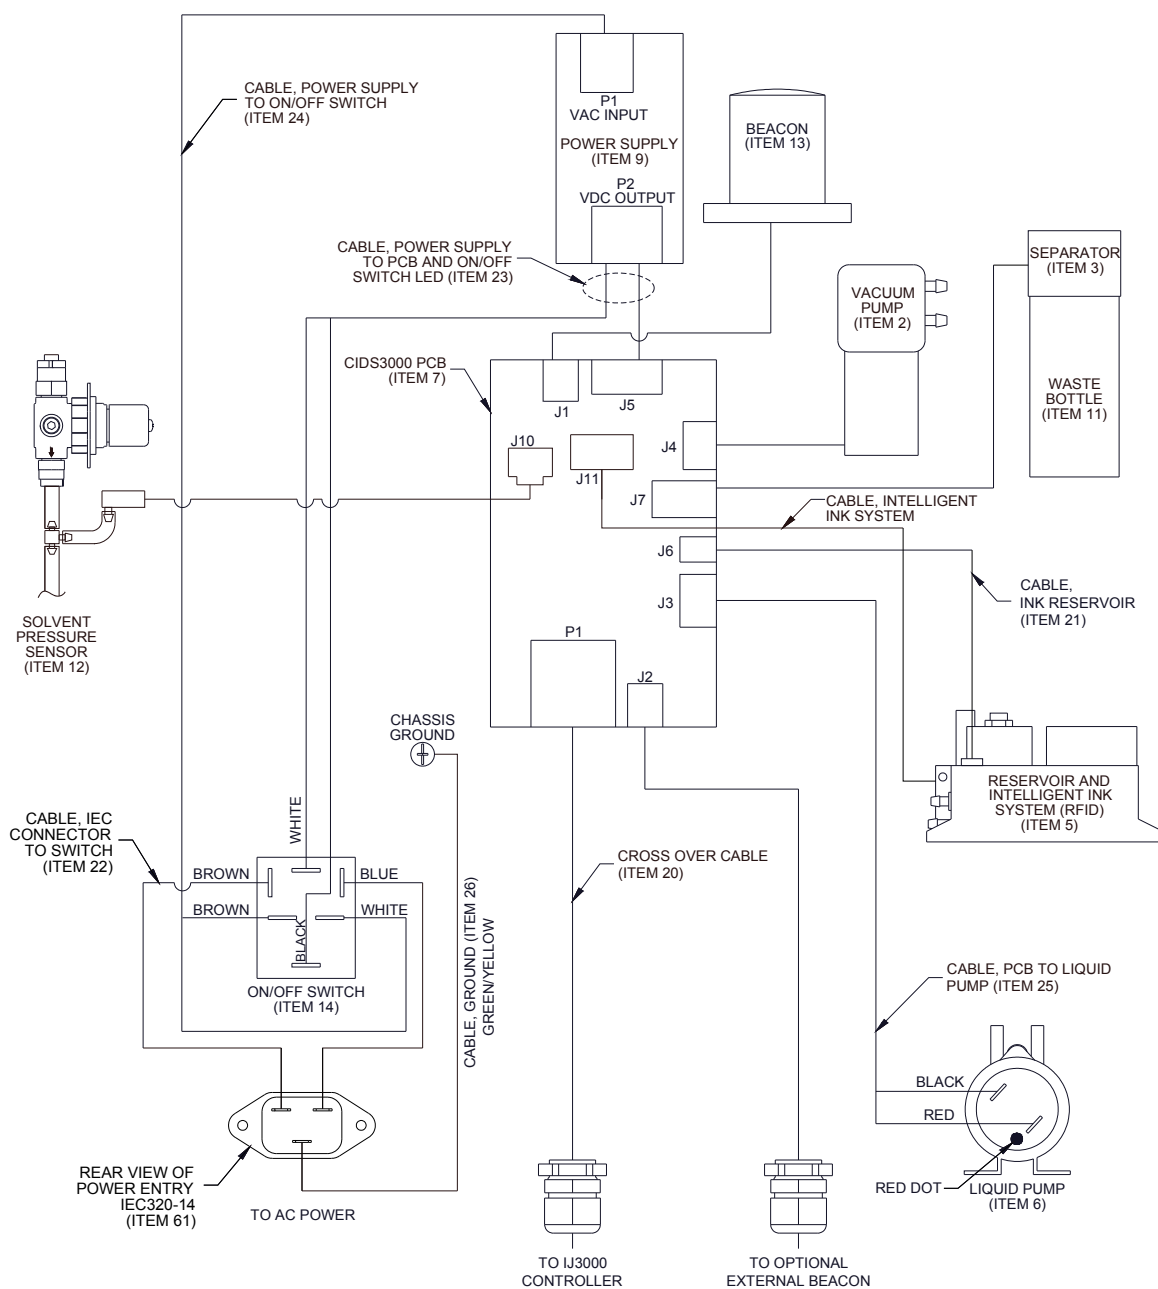 CABLE, POWER SUPPLY
TO ON/OFF SWITCH
(ITEM 24)
P1
VAC INPUT
POWER SUPPLY
(ITEM 9)
P2
VDC OUTPUT
BEACON
(ITEM 13)
CABLE, POWER SUPPLY
TO PCB AND ON/OFF
SWITCH LED (ITEM 23)
SEPARATOR
(ITEM 3)
VACUUM
PUMP
(ITEM 2)
WASTE
BOTTLE
(ITEM 11)
CIDS3000 PCB
(ITEM 7)
J1
J5
J10
J11
J4
J7
CABLE, INTELLIGENT
INK SYSTEM
J6
J3
CABLE,
INK RESERVOIR
(ITEM 21)
SOLVENT
PRESSURE
SENSOR
(ITEM 12)
P1
J2
CHASSIS
GROUND
RESERVOIR AND
INTELLIGENT INK
SYSTEM (RFID)
(ITEM 5)
CABLE, IEC
CONNECTOR
TO SWITCH
(ITEM 22)
WHITE
BROWN
BLUE
BROWN
WHITE
BLACK
ON/OFF SWITCH
(ITEM 14)
CABLE, GROUND (ITEM 26)
GREEN/YELLOW
CROSS OVER CABLE
(ITEM 20)
CABLE, PCB TO LIQUID
PUMP (ITEM 25)
BLACK
RED
RED DOT
LIQUID PUMP
(ITEM 6)
REAR VIEW OF
POWER ENTRY
IEC320-14
(ITEM 61)
TO AC POWER
TO IJ3000
CONTROLLER
TO OPTIONAL
EXTERNAL BEACON